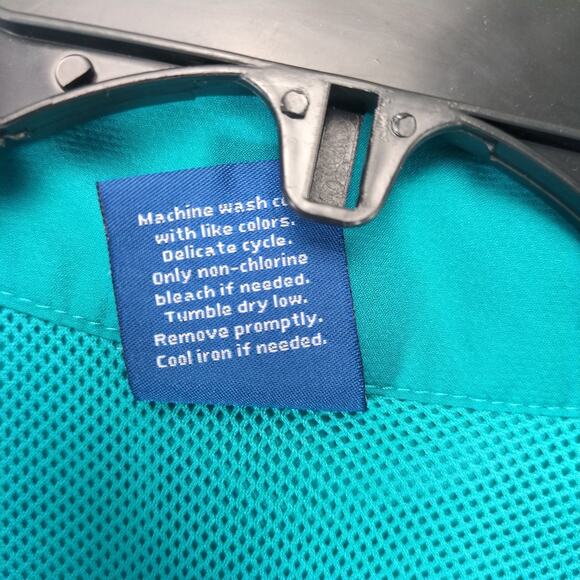 Machine wash
with like colors.
Delicate cycle.
Only non-chlorine
bleach if needed.
Tumble dry low.
Remove promptly.
Cool iron if needed.